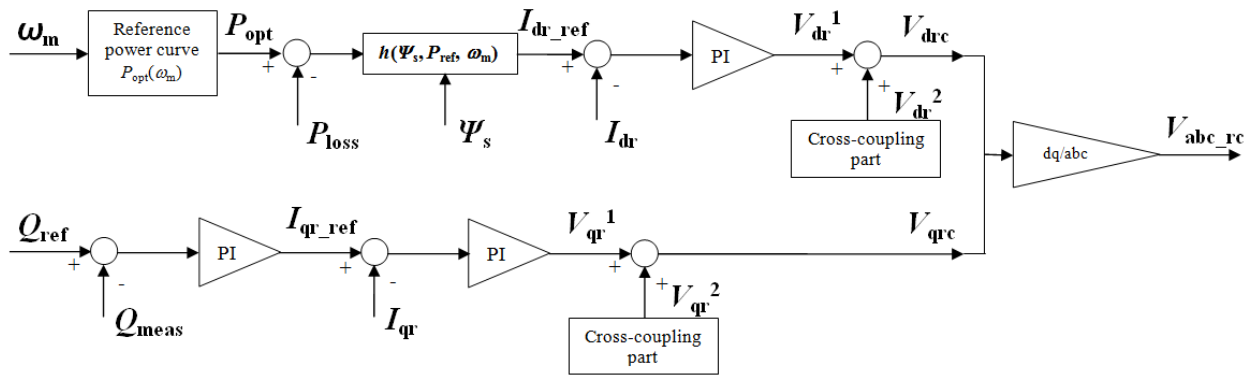 ωm
Reference
power curve
Popt(ωm)
Popt
+
-
Ploss
h(Ψs, Pref, ωm)
Ψs
Idr_ref
+
-
Idr
PI
Vdr¹
+
+
Vdr²
Cross-coupling
part
Vdrc
dq/abc
Vabc_rc
Qref
+
-
Qmeas
PI
Iqr_ref
+
-
Iqr
PI
Vqr¹
+
+
Vqr²
Cross-coupling
part
Vqrc